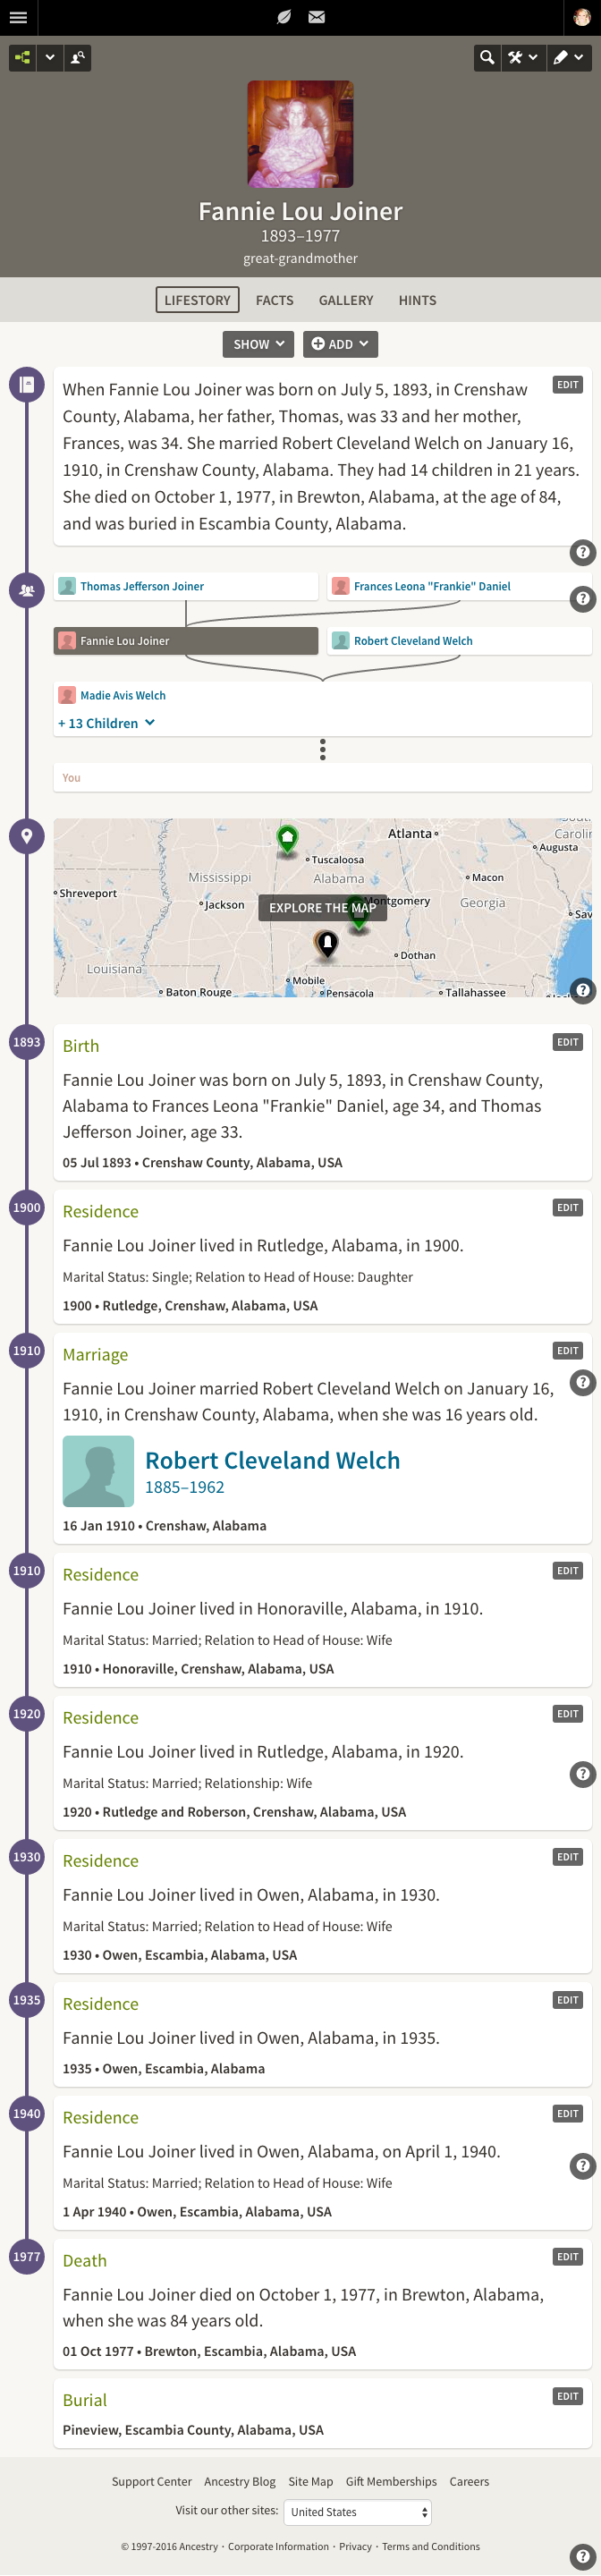 Fannie Lou Joiner
1893–1977
great-grandmother
LIFESTORY FACTS GALLERY HINTS
SHOW ADD
EDIT
When Fannie Lou Joiner was born on July 5, 1893, in Crenshaw
County, Alabama, her father, Thomas, was 33 and her mother,
Frances, was 34. She married Robert Cleveland Welch on January 16,
1910, in Crenshaw County, Alabama. They had 14 children in 21 years.
She died on October 1, 1977, in Brewton, Alabama, at the age of 84,
and was buried in Escambia County, Alabama.
?
Thomas Jefferson Joiner Frances Leona "Frankie" Daniel
?
Fannie Lou Joiner Robert Cleveland Welch
Madie Avis Welch
+ 13 Children
You
Atlanta
Augusta
Tuscaloosa
Mississippi Alabama
Macon
Shreveport
Jackson
Montgomery
Georgia
EXPLORE THE MAP
Dothan
Louisiana
Mobile
Baton Rouge Pensacola Tallahassee
?
1893 Birth EDIT
Fannie Lou Joiner was born on July 5, 1893, in Crenshaw County,
Alabama to Frances Leona "Frankie" Daniel, age 34, and Thomas
Jefferson Joiner, age 33.
05 Jul 1893 • Crenshaw County, Alabama, USA
1900 Residence EDIT
Fannie Lou Joiner lived in Rutledge, Alabama, in 1900.
Marital Status: Single; Relation to Head of House: Daughter
1900 • Rutledge, Crenshaw, Alabama, USA
1910 Marriage EDIT
?
Fannie Lou Joiner married Robert Cleveland Welch on January 16,
1910, in Crenshaw County, Alabama, when she was 16 years old.
Robert Cleveland Welch
1885–1962
16 Jan 1910 • Crenshaw, Alabama
1910 Residence EDIT
Fannie Lou Joiner lived in Honoraville, Alabama, in 1910.
Marital Status: Married; Relation to Head of House: Wife
1910 • Honoraville, Crenshaw, Alabama, USA
1920 Residence EDIT
Fannie Lou Joiner lived in Rutledge, Alabama, in 1920.
?
Marital Status: Married; Relationship: Wife
1920 • Rutledge and Roberson, Crenshaw, Alabama, USA
1930 Residence EDIT
Fannie Lou Joiner lived in Owen, Alabama, in 1930.
Marital Status: Married; Relation to Head of House: Wife
1930 • Owen, Escambia, Alabama, USA
1935 Residence EDIT
Fannie Lou Joiner lived in Owen, Alabama, in 1935.
1935 • Owen, Escambia, Alabama
1940 Residence EDIT
Fannie Lou Joiner lived in Owen, Alabama, on April 1, 1940.
?
Marital Status: Married; Relation to Head of House: Wife
1 Apr 1940 • Owen, Escambia, Alabama, USA
1977 Death EDIT
Fannie Lou Joiner died on October 1, 1977, in Brewton, Alabama,
when she was 84 years old.
01 Oct 1977 • Brewton, Escambia, Alabama, USA
Burial EDIT
Pineview, Escambia County, Alabama, USA
Support Center Ancestry Blog Site Map Gift Memberships Careers
Visit our other sites: United States
© 1997-2016 Ancestry · Corporate Information · Privacy · Terms and Conditions
?